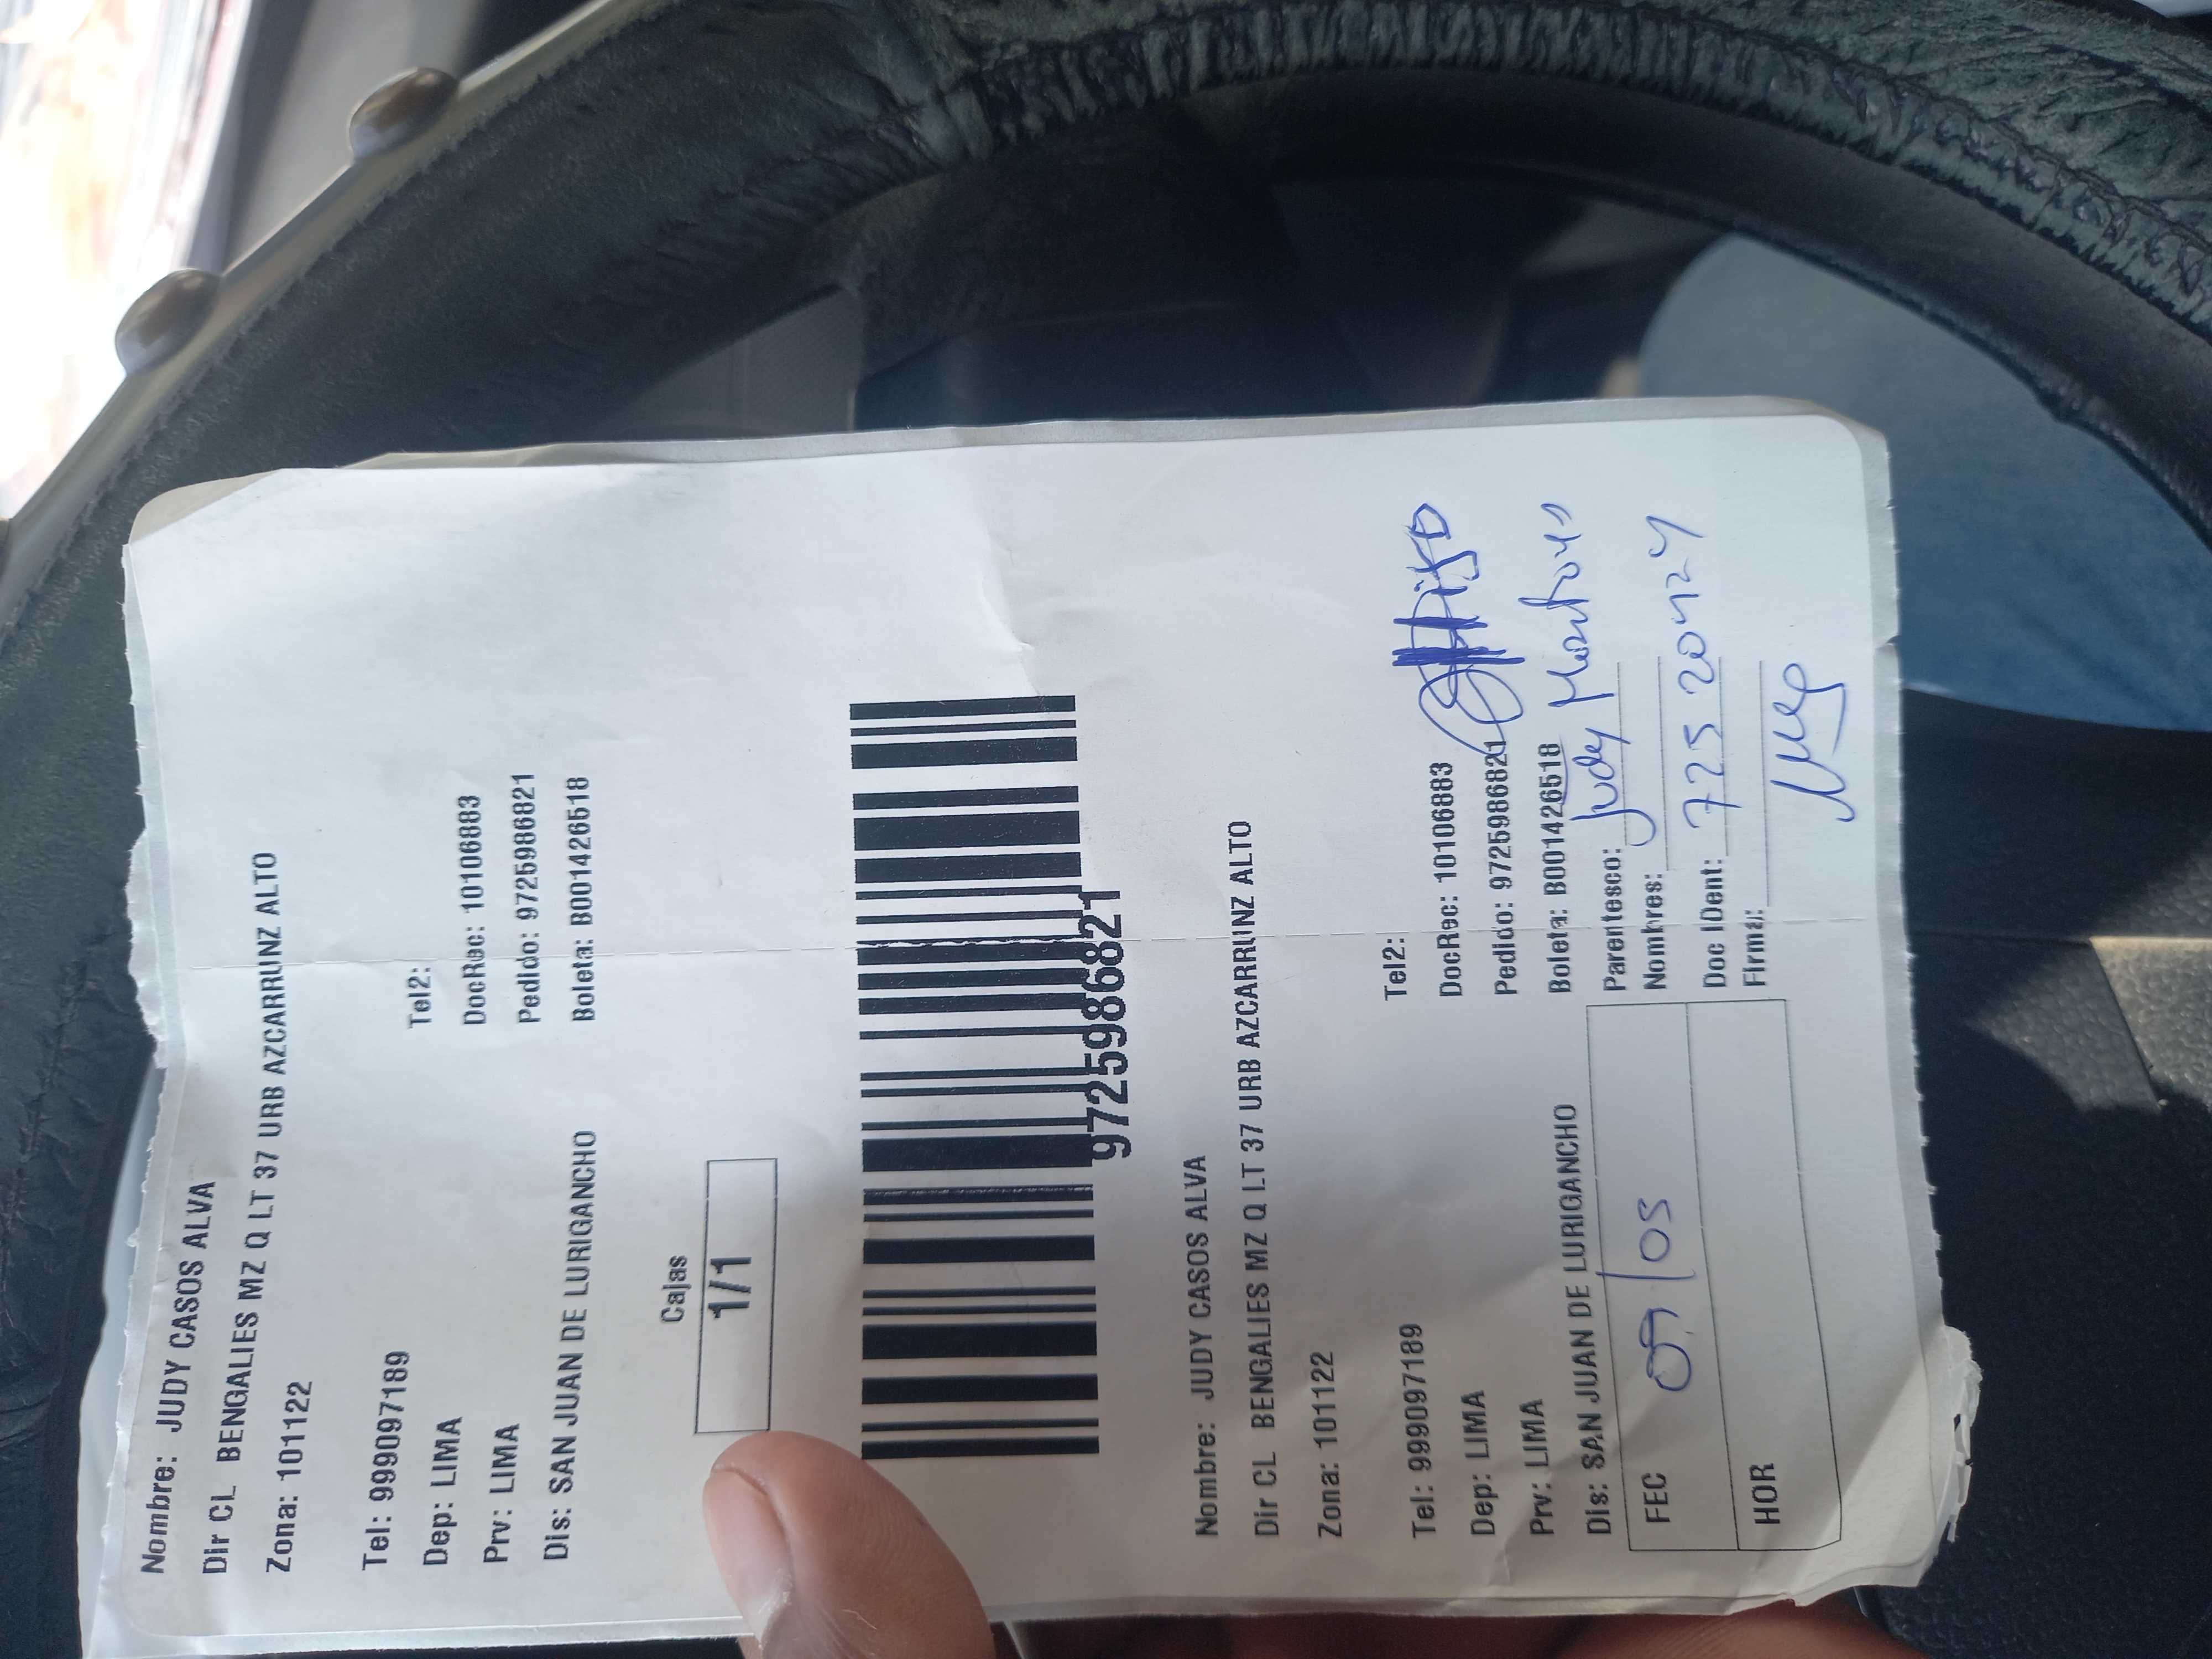 Nombre: JUDY CASOS ALVA
Dir CL BENGALIES MZ Q LT 37 URB AZCARRUNZ ALTO
Zona: 101122
Tel: 999097189 Tel2:
Dep: LIMA DocRec: 10106883
Prv: LIMA Pedido: 9725986821
Dis: SAN JUAN DE LURIGANCHO Boleta: B001426518
Cajas
1/1
9725986821
Nombre: JUDY CASOS ALVA
Dir CL BENGALIES MZ Q LT 37 URB AZCARRUNZ ALTO
Zona: 101122
Tel: 999097189 Tel2:
Dep: LIMA DocRec: 10106883 Hijo
Prv: LIMA Pedido: 9725986821
Dis: SAN JUAN DE LURIGANCHO Boleta: B001426518
Parentesco: Judy
FEC 09/05 Nombres:
Doc IDent: 72520424
HOR Firma: